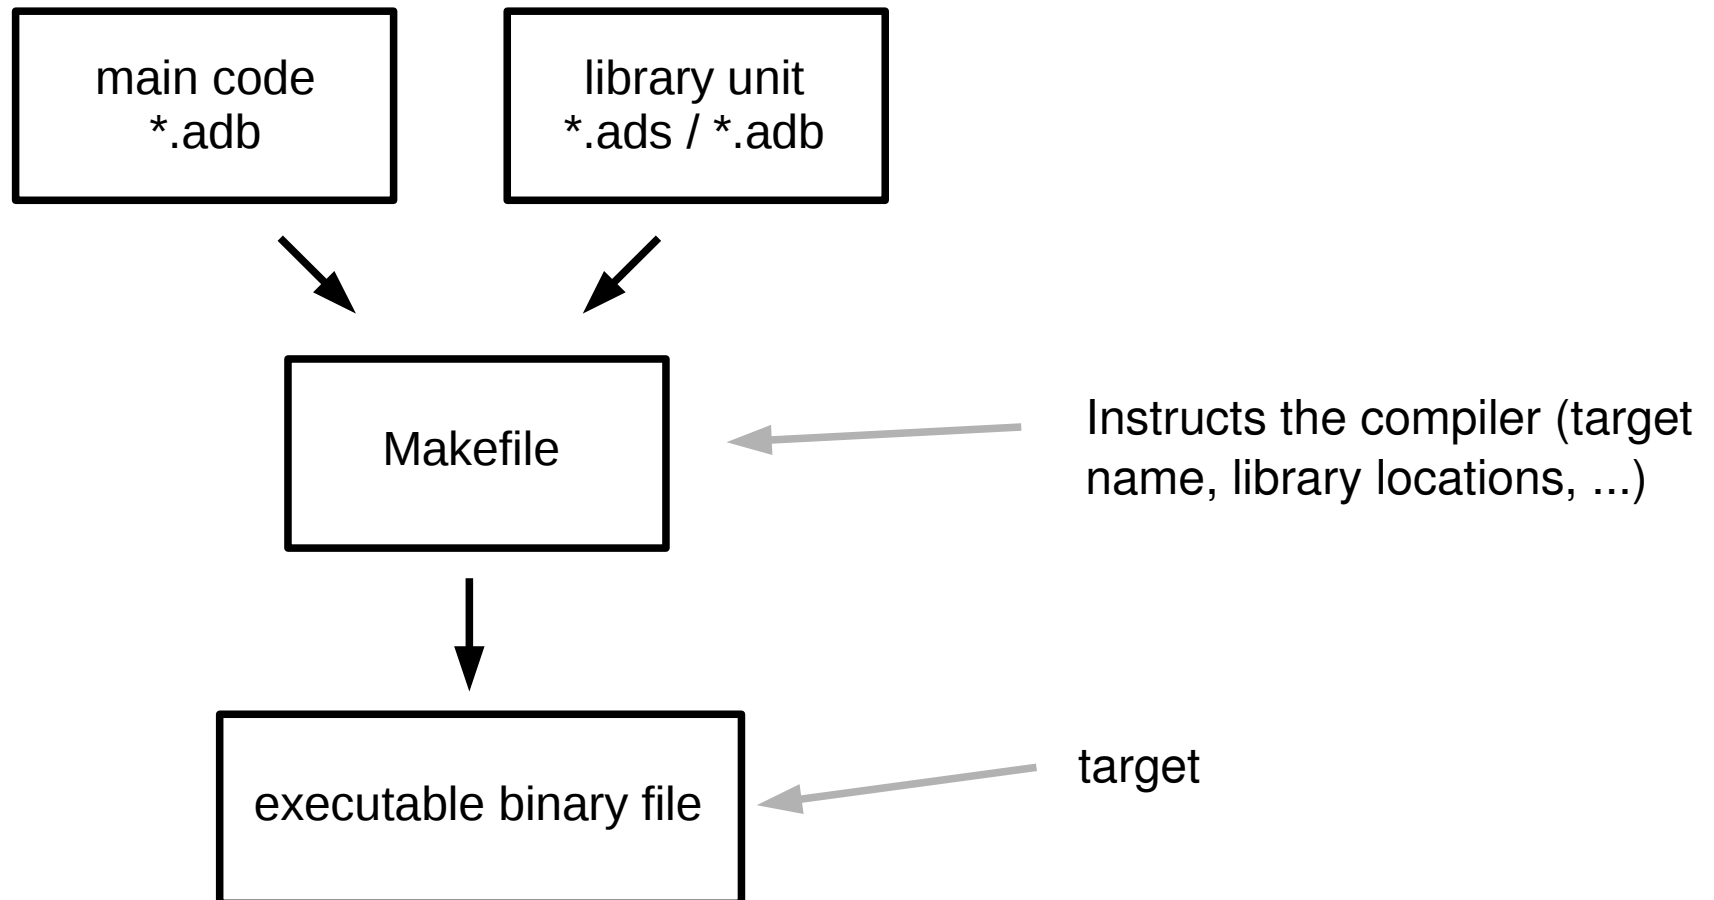 main code
*.adb
library unit
*.ads / *.adb
Makefile
Instructs the compiler (target
name, library locations, ...)
executable binary file
target